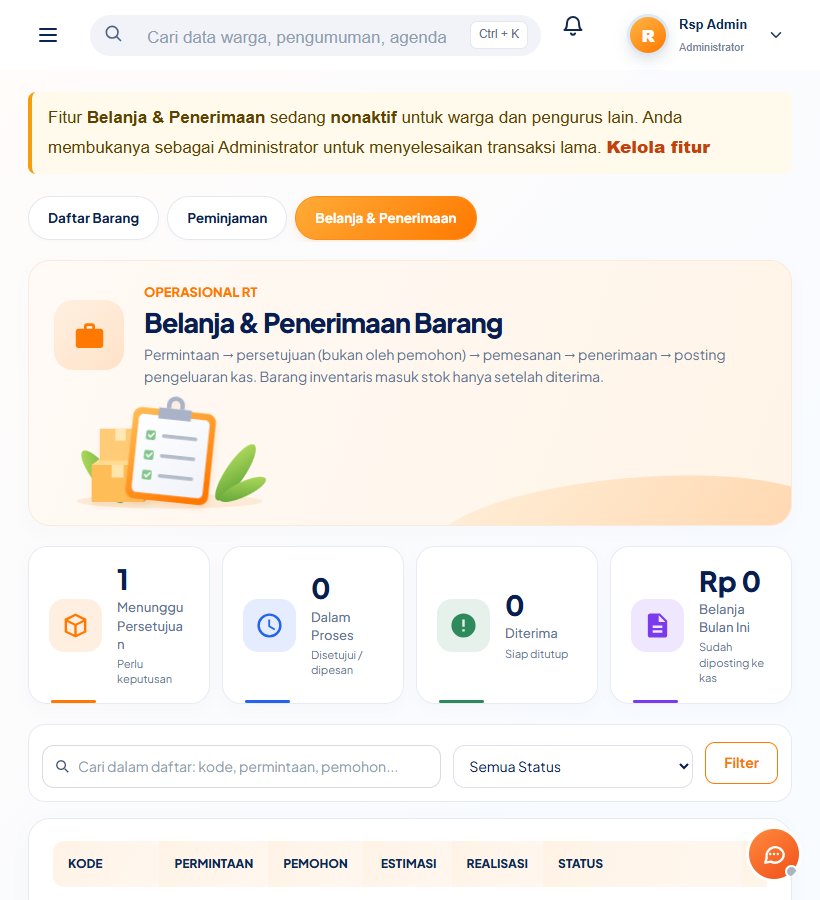 Cari data warga, pengumuman, agenda
Ctrl + K
R
Rsp Admin
Administrator
Fitur Belanja & Penerimaan sedang nonaktif untuk warga dan pengurus lain. Anda
membukanya sebagai Administrator untuk menyelesaikan transaksi lama. Kelola fitur
Daftar Barang
Peminjaman
Belanja & Penerimaan
OPERASIONAL RT
Belanja & Penerimaan Barang
Permintaan → persetujuan (bukan oleh pemohon) → pemesanan → penerimaan → posting
pengeluaran kas. Barang inventaris masuk stok hanya setelah diterima.
1
Menunggu
Persetujua
n
Perlu
keputusan
0
Dalam
Proses
Disetujui /
dipesan
0
Diterima
Siap ditutup
Rp 0
Belanja
Bulan Ini
Sudah
diposting ke
kas
Cari dalam daftar: kode, permintaan, pemohon...
Semua Status
Filter
KODE
PERMINTAAN
PEMOHON
ESTIMASI
REALISASI
STATUS